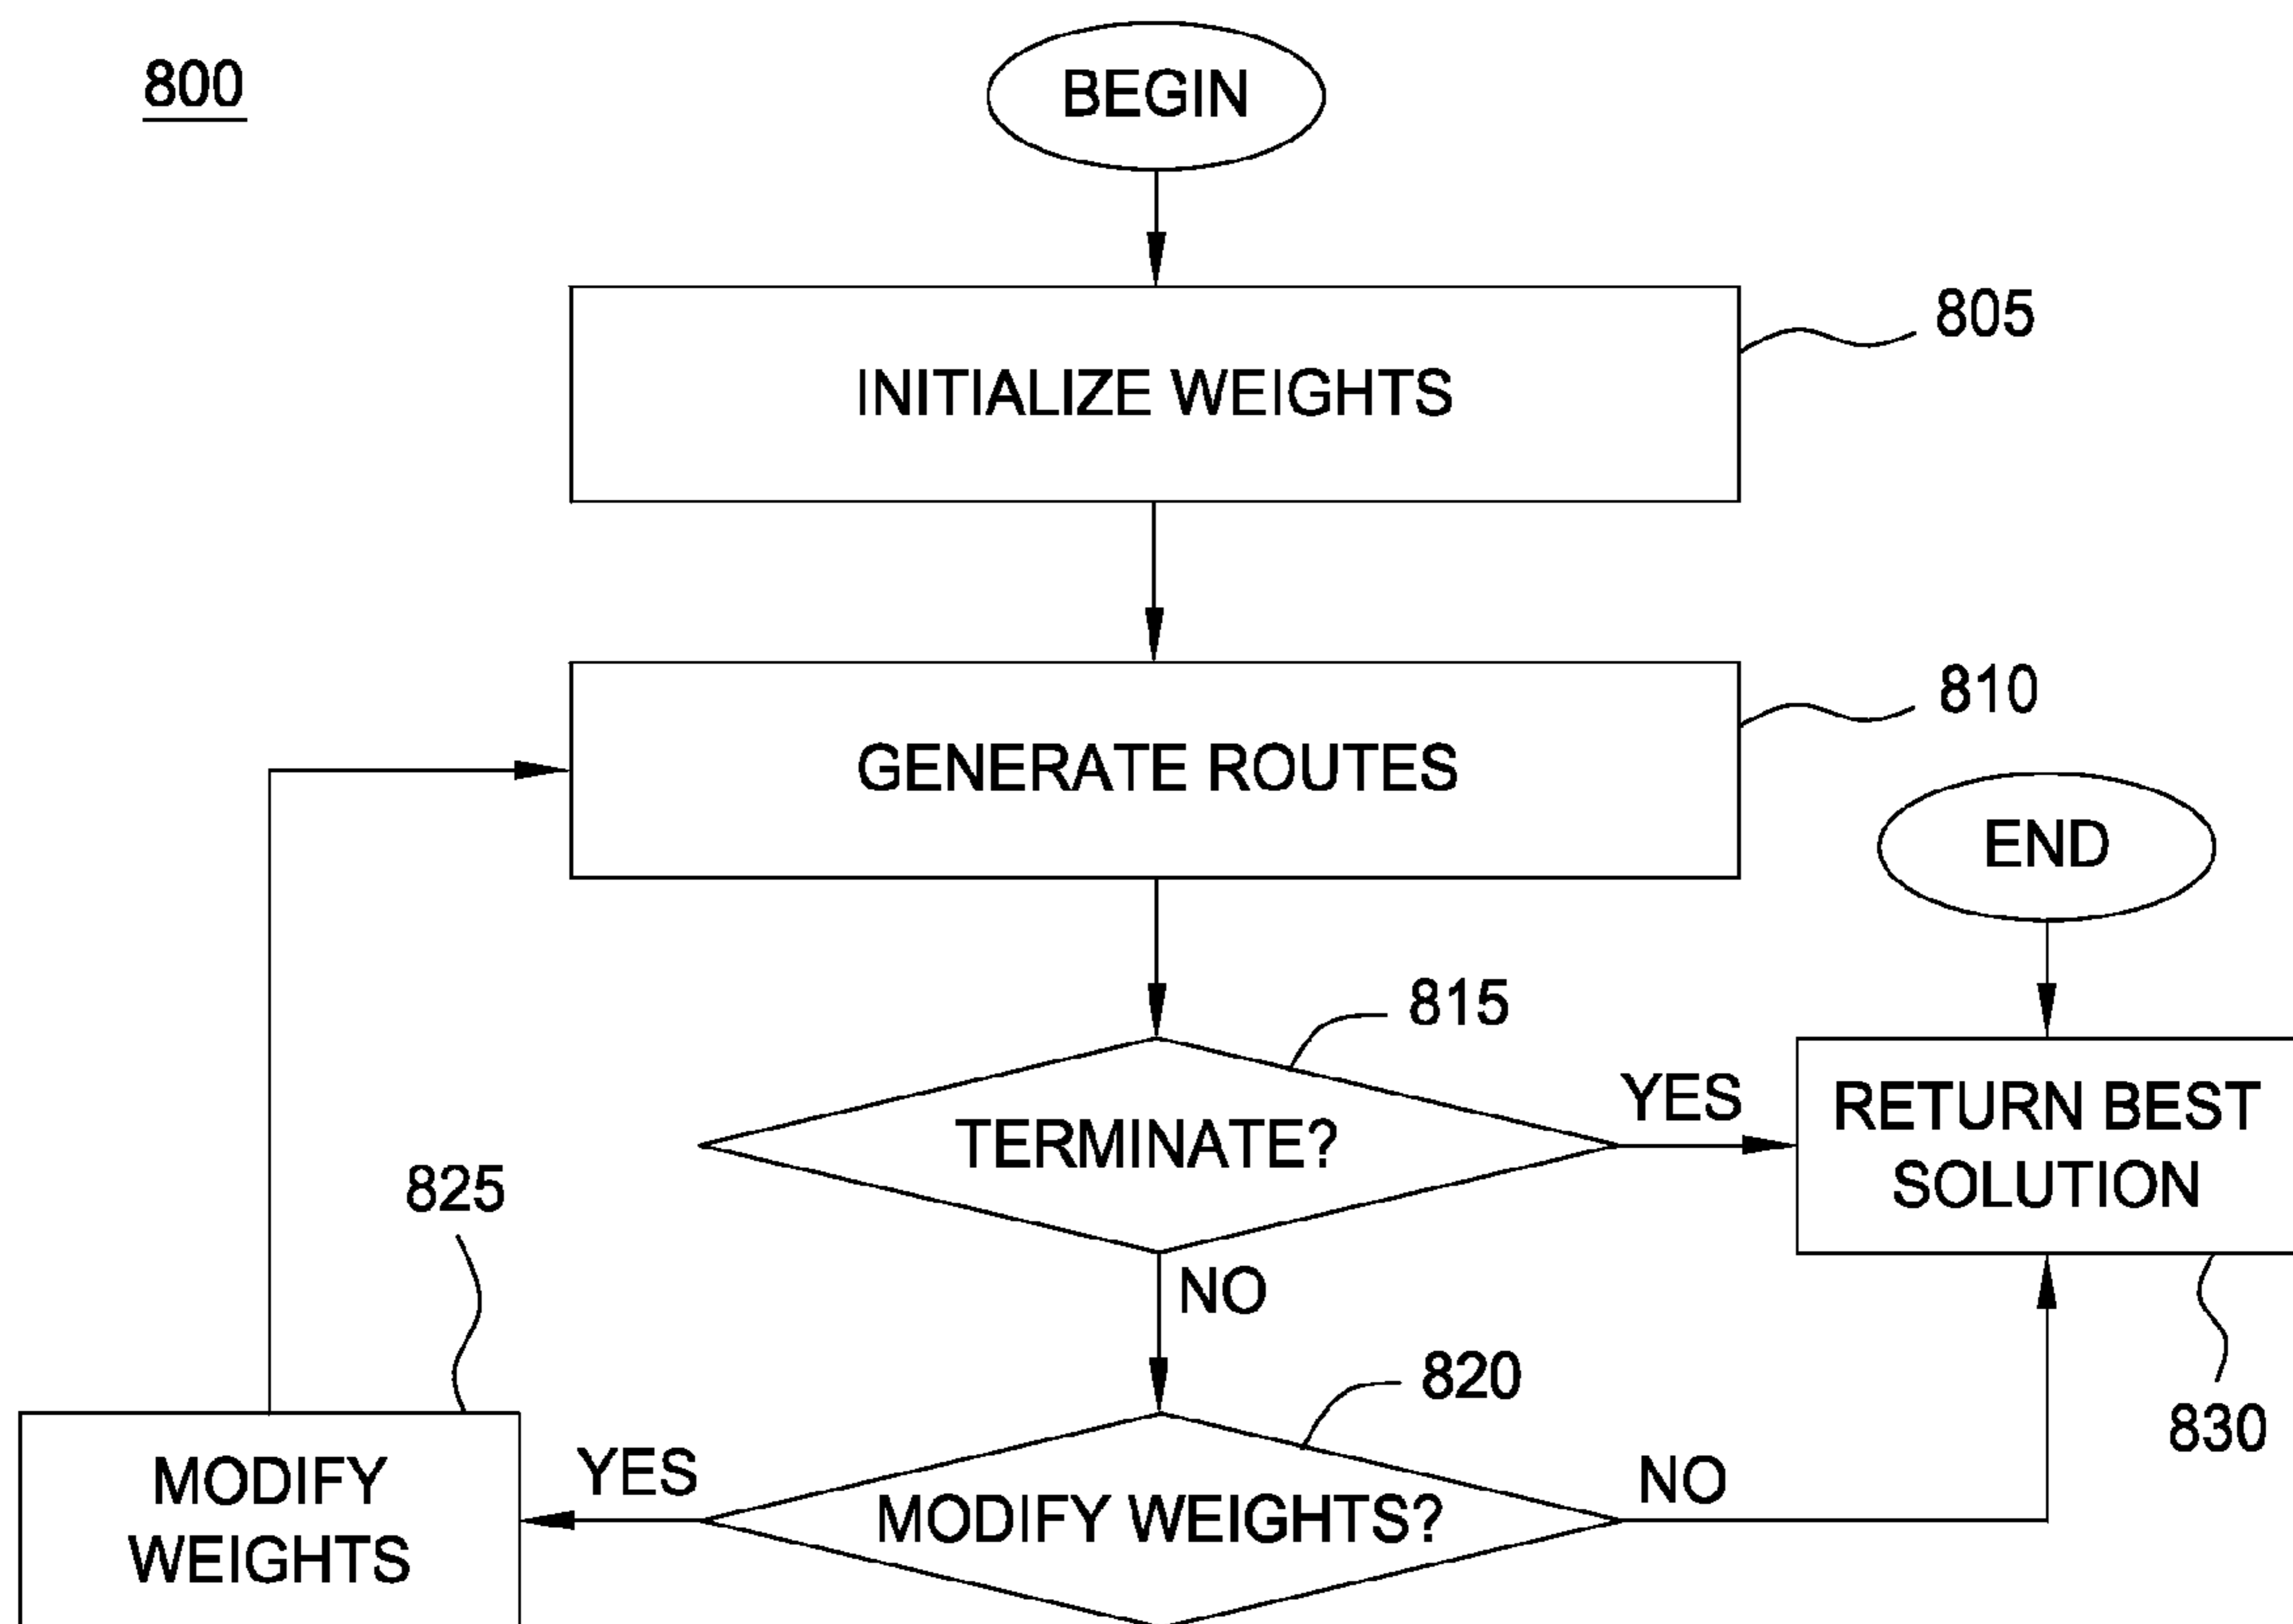 800
BEGIN
INITIALIZE WEIGHTS
805
GENERATE ROUTES
810
END
TERMINATE?
815
YES
RETURN BEST
SOLUTION
830
NO
MODIFY WEIGHTS?
820
NO
YES
825
MODIFY
WEIGHTS